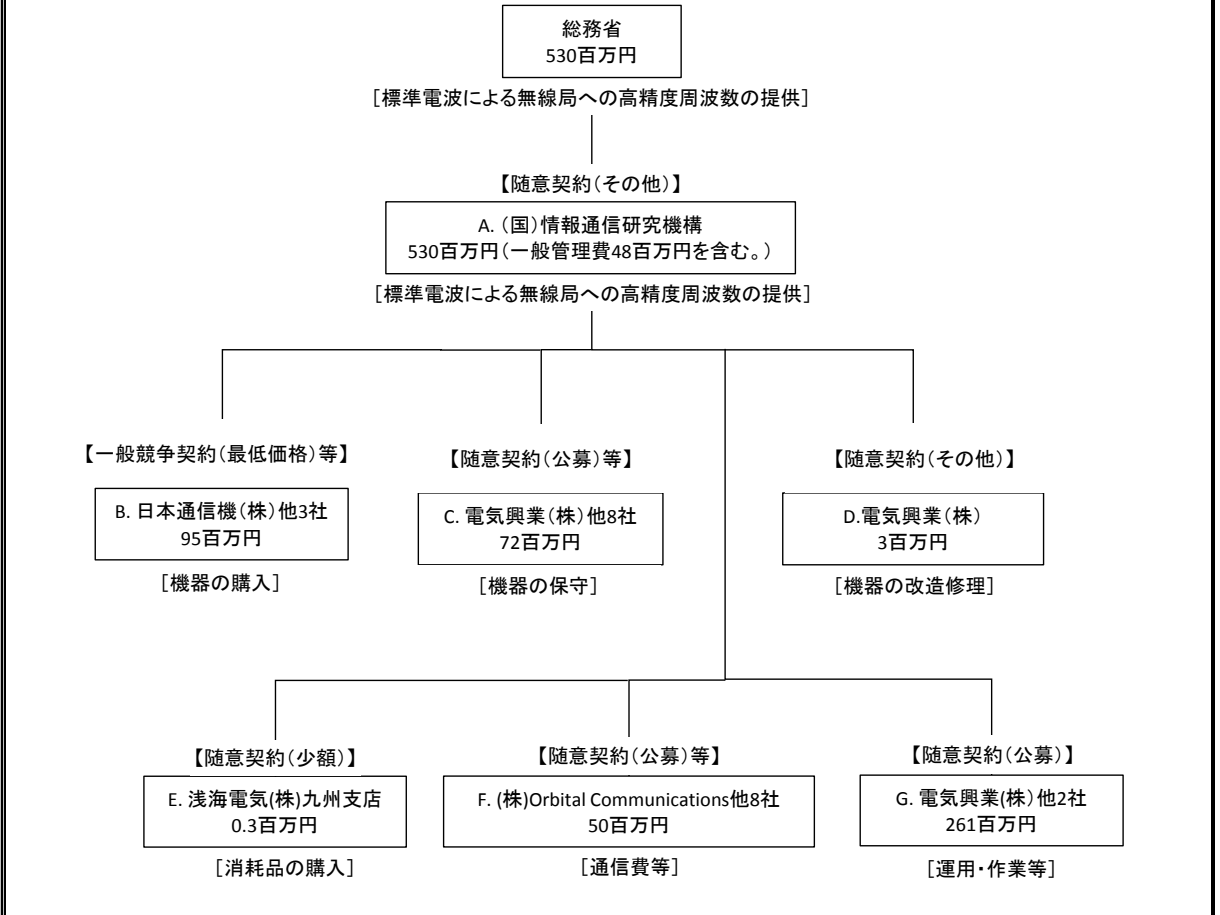 総務省
530百万円
[標準電波による無線局への高精度周波数の提供]
【随意契約(その他)】
A. (国)情報通信研究機構
530百万円(一般管理費48百万円を含む。)
[標準電波による無線局への高精度周波数の提供]
【一般競争契約(最低価格)等】
B. 日本通信機(株)他3社
95百万円
[機器の購入]
【随意契約(公募)等】
C. 電気興業(株)他8社
72百万円
[機器の保守]
【随意契約(その他)】
D.電気興業(株)
3百万円
[機器の改造修理]
【随意契約(少額)】
E. 浅海電気(株)九州支店
0.3百万円
[消耗品の購入]
【随意契約(公募)等】
F. (株)Orbital Communications他8社
50百万円
[通信費等]
【随意契約(公募)】
G. 電気興業(株)他2社
261百万円
[運用・作業等]